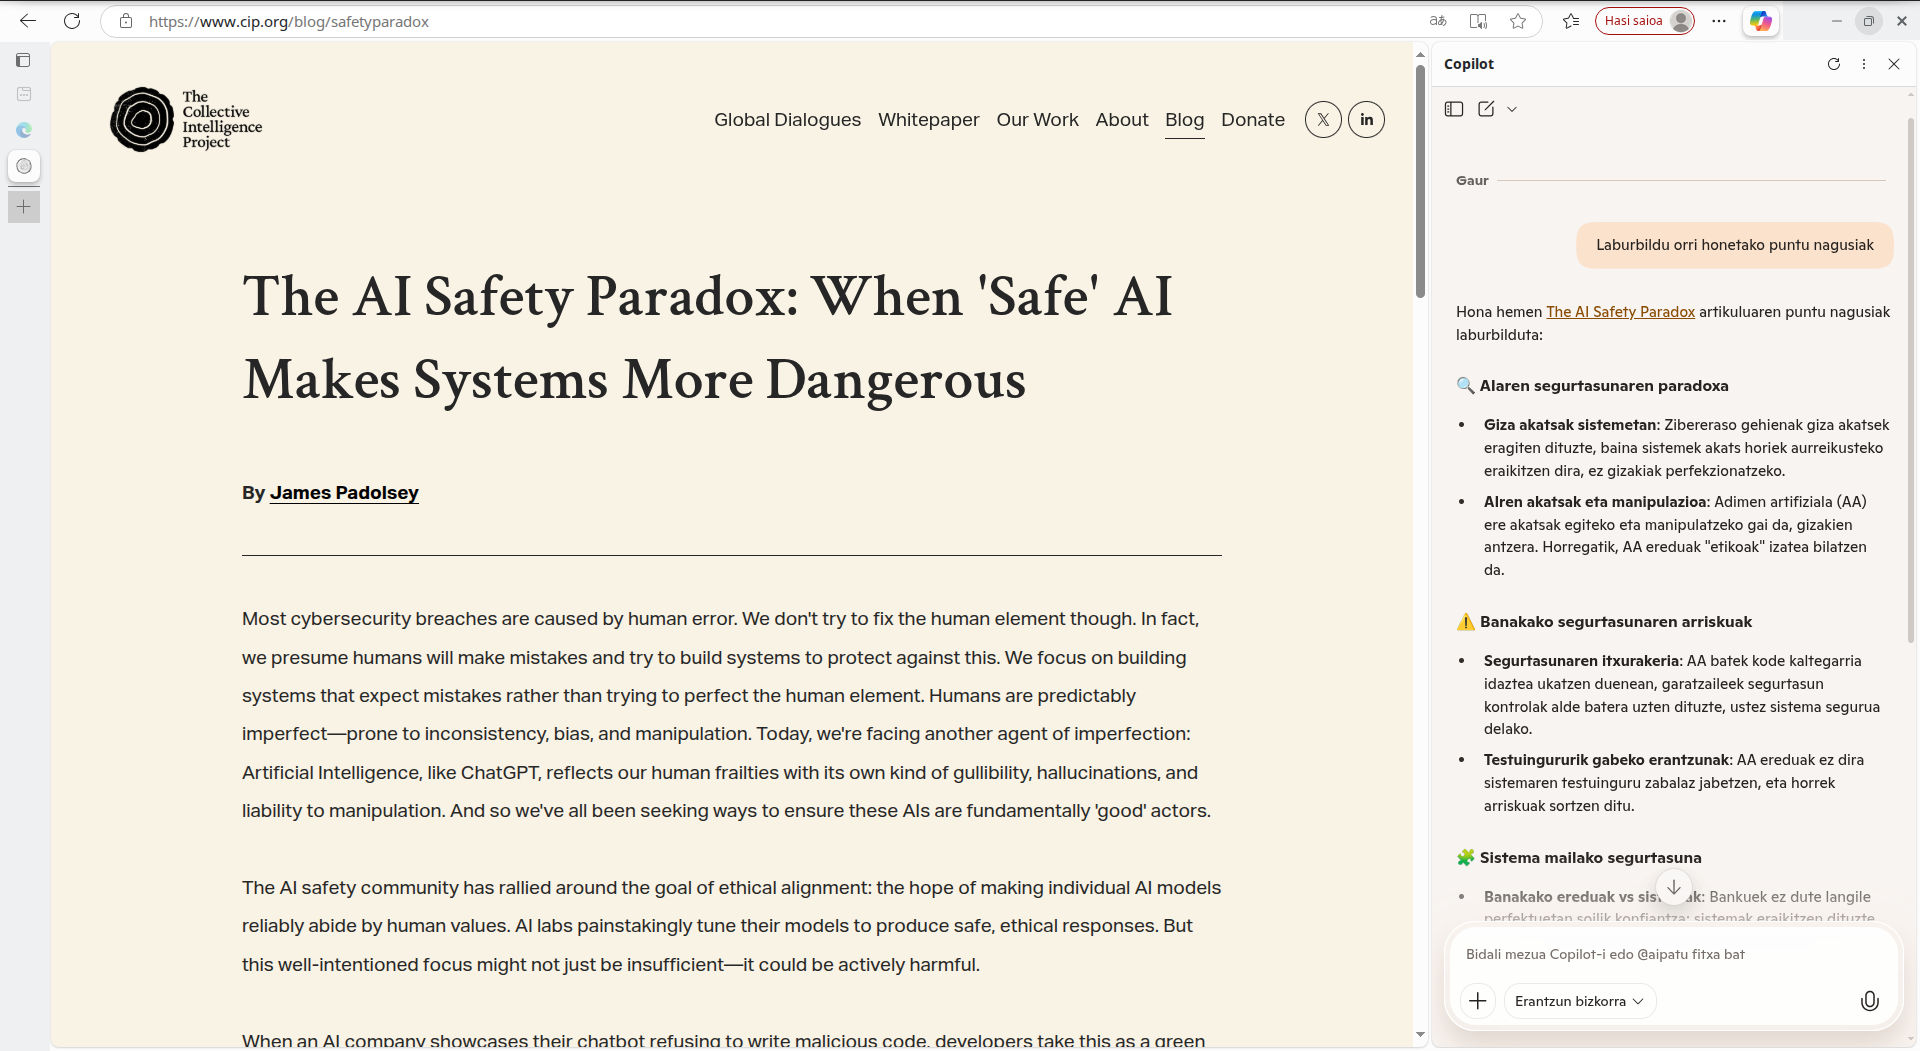 https://www.cip.org/blog/safetyparadox
Hasi saioa
The
Collective
Intelligence
Project
Global Dialogues Whitepaper Our Work About Blog Donate
The AI Safety Paradox: When 'Safe' AI
Makes Systems More Dangerous
By James Padolsey
Most cybersecurity breaches are caused by human error. We don't try to fix the human element though. In fact,
we presume humans will make mistakes and try to build systems to protect against this. We focus on building
systems that expect mistakes rather than trying to perfect the human element. Humans are predictably
imperfect—prone to inconsistency, bias, and manipulation. Today, we're facing another agent of imperfection:
Artificial Intelligence, like ChatGPT, reflects our human frailties with its own kind of gullibility, hallucinations, and
liability to manipulation. And so we've all been seeking ways to ensure these AIs are fundamentally 'good' actors.
The AI safety community has rallied around the goal of ethical alignment: the hope of making individual AI models
reliably abide by human values. AI labs painstakingly tune their models to produce safe, ethical responses. But
this well-intentioned focus might not just be insufficient—it could be actively harmful.
When an AI company showcases their chatbot refusing to write malicious code, developers take this as a green
Copilot
Gaur
Laburbildu orri honetako puntu nagusiak
Hona hemen The AI Safety Paradox artikuluaren puntu nagusiak
laburbilduta:
🔍 AIaren segurtasunaren paradoxa
• Giza akatsak sistemetan: Zibereraso gehienak giza akatsek
eragiten dituzte, baina sistemek akats horiek aurreikusteko
eraikitzen dira, ez gizakiak perfekzionatzeko.
• AIren akatsak eta manipulazioa: Adimen artifiziala (AA)
ere akatsak egiteko eta manipulatzeko gai da, gizakien
antzera. Horregatik, AA ereduak "etikoak" izatea bilatzen
da.
⚠️ Banakako segurtasunaren arriskuak
• Segurtasunaren itxurakeria: AA batek kode kaltegarria
idaztea ukatzen duenean, garatzaileek segurtasun
kontrolak alde batera uzten dituzte, ustez sistema segurua
delako.
• Testuingururik gabeko erantzunak: AA ereduak ez dira
sistemaren testuinguru zabalaz jabetzen, eta horrek
arriskuak sortzen ditu.
🧩 Sistema mailako segurtasuna
• Banakako ereduak vs Bankuek ez dute langile
perfektuetan soilik konfiantza: sistemak eraikitzen dituzte
Bidali mezua Copilot-i edo @aipatu fitxa bat
Erantzun bizkorra